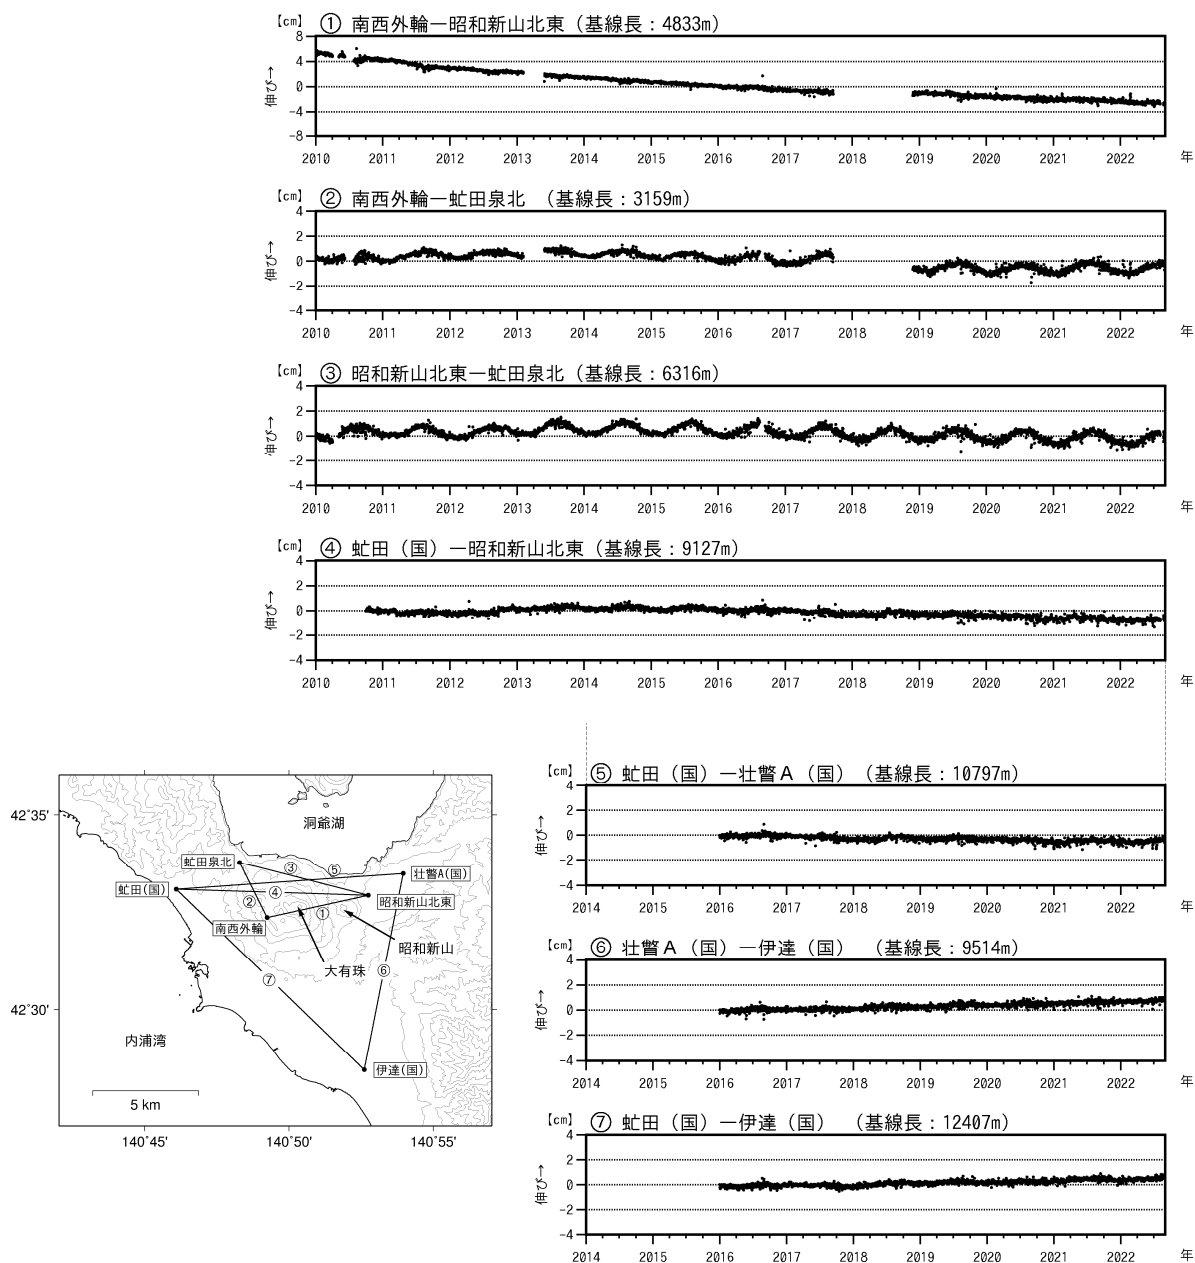 [cm] ① 南西外輪―昭和新山北東（基線長：4833m）
8
4
0
-4
-8
伸び→
2010 2011 2012 2013 2014 2015 2016 2017 2018 2019 2020 2021 2022 年
[cm] ② 南西外輪―虻田泉北 （基線長：3159m）
4
2
0
-2
-4
伸び→
2010 2011 2012 2013 2014 2015 2016 2017 2018 2019 2020 2021 2022 年
[cm] ③ 昭和新山北東―虻田泉北（基線長：6316m）
4
2
0
-2
-4
伸び→
2010 2011 2012 2013 2014 2015 2016 2017 2018 2019 2020 2021 2022 年
[cm] ④ 虻田（国）―昭和新山北東（基線長：9127m）
4
2
0
-2
-4
伸び→
2010 2011 2012 2013 2014 2015 2016 2017 2018 2019 2020 2021 2022 年
[cm] ⑤ 虻田（国）―壮瞥Ａ（国）（基線長：10797m）
4
2
0
-2
-4
伸び→
2014 2015 2016 2017 2018 2019 2020 2021 2022 年
[cm] ⑥ 壮瞥Ａ（国）―伊達（国） （基線長：9514m）
4
2
0
-2
-4
伸び→
2014 2015 2016 2017 2018 2019 2020 2021 2022 年
[cm] ⑦ 虻田（国）―伊達（国） （基線長：12407m）
4
2
0
-2
-4
伸び→
2014 2015 2016 2017 2018 2019 2020 2021 2022 年
42°35'
42°30'
洞爺湖
虻田泉北
③
⑤
壮瞥A(国)
虻田(国)
④
②
昭和新山北東
①
南西外輪
昭和新山
大有珠
⑥
⑦
内浦湾
伊達(国)
5 km
140°45' 140°50' 140°55'